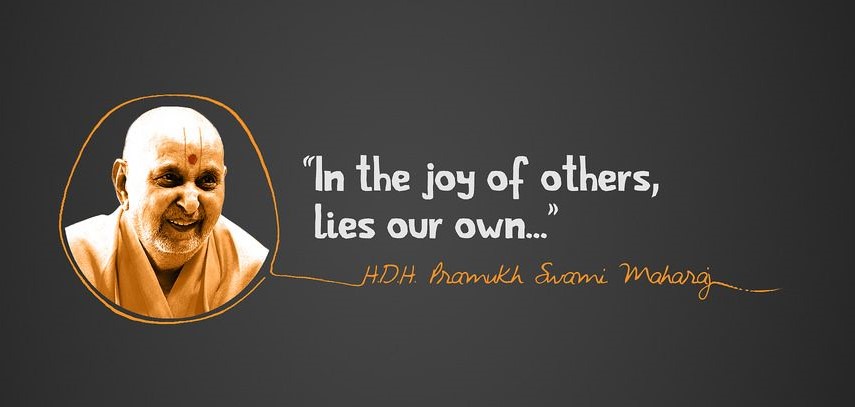 “In the joy of others,
lies our own...”
H.D.H. Pramukh Swami Maharaj